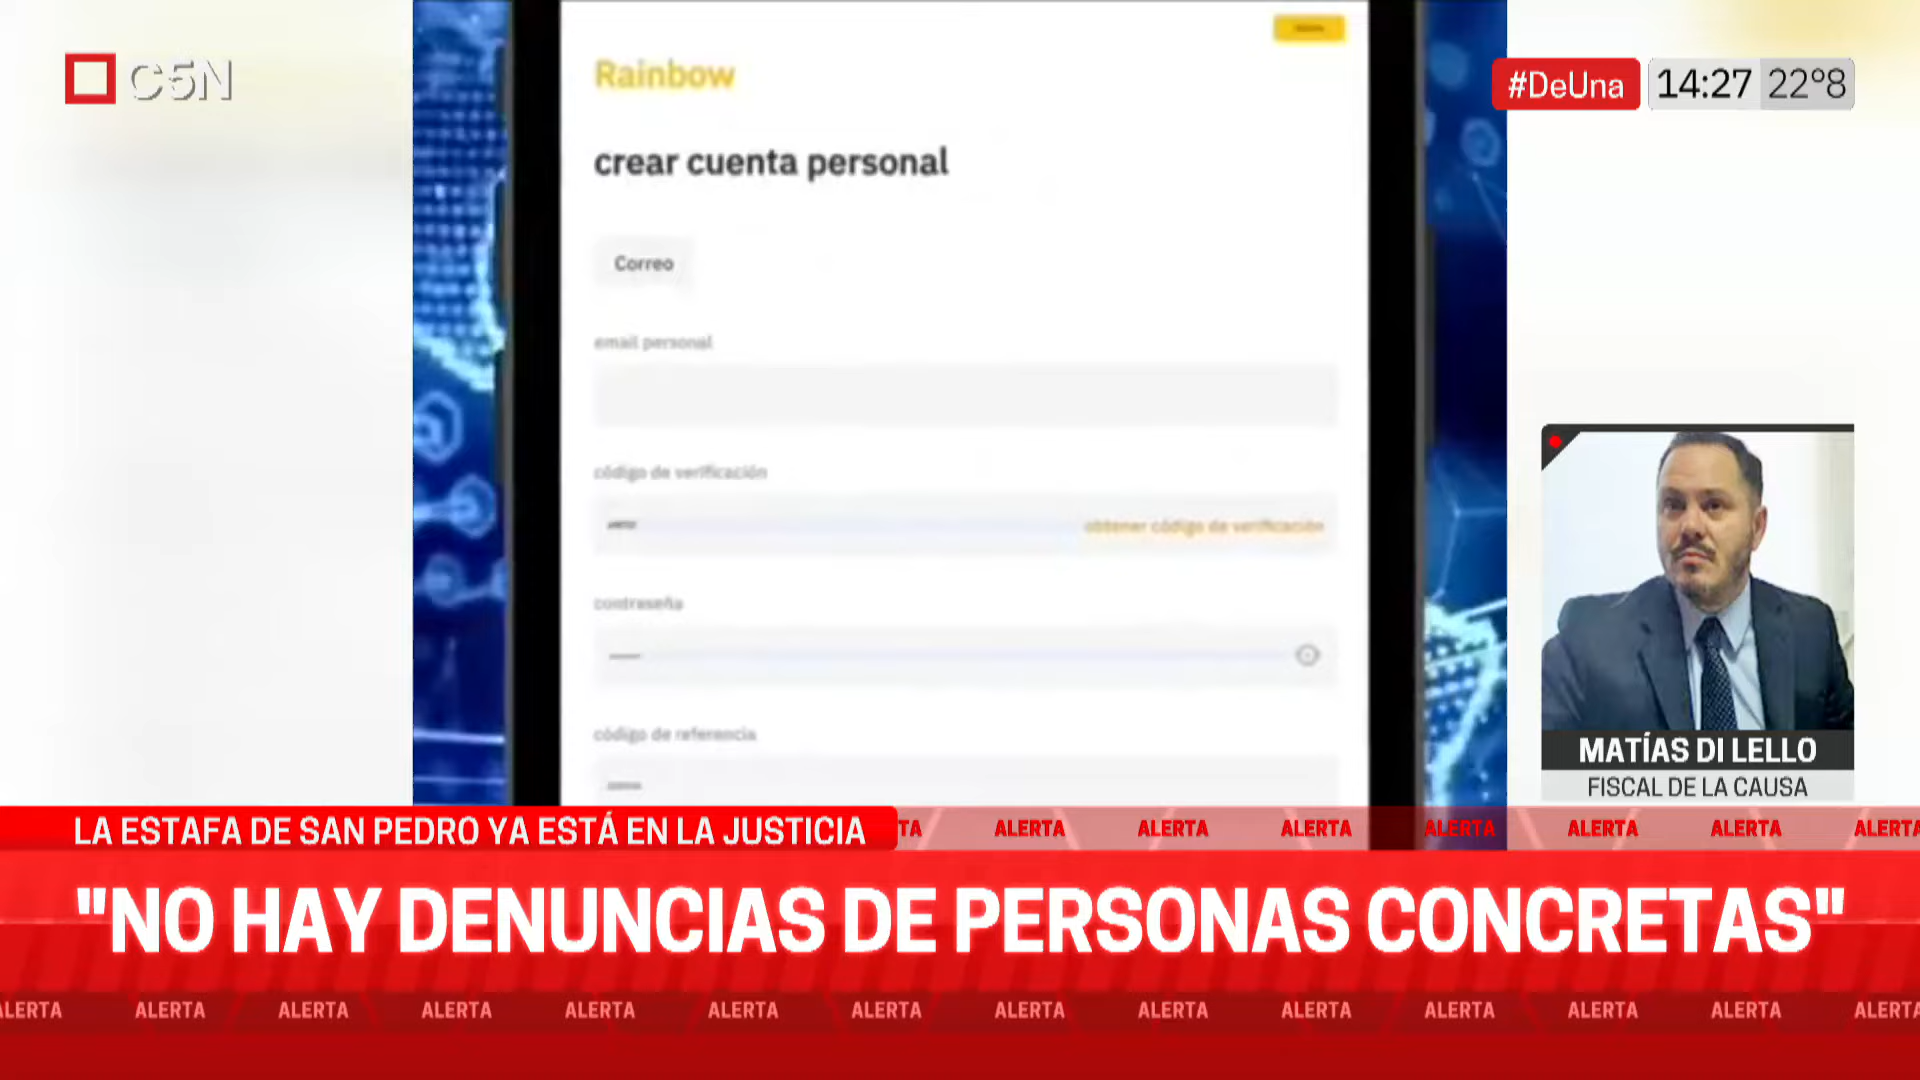 C5N
#DeUna 14:27 22°8
Rainbow
crear cuenta personal
Correo
email personal
código de verificación
obtener código de verificación
contraseña
código de referencia
MATÍAS DI LELLO
FISCAL DE LA CAUSA
LA ESTAFA DE SAN PEDRO YA ESTÁ EN LA JUSTICIA
TA ALERTA ALERTA ALERTA ALERTA ALERTA ALERTA ALERTA
"NO HAY DENUNCIAS DE PERSONAS CONCRETAS"
ALERTA ALERTA ALERTA ALERTA ALERTA ALERTA ALERTA ALERTA ALERTA ALERTA ALERTA ALERTA ALERTA ALERTA